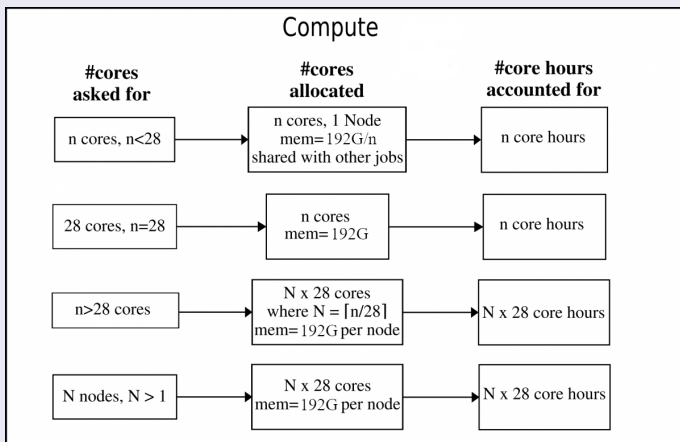 Compute
#cores
asked for
#cores
allocated
#core hours
accounted for
n cores, n<28
n cores, 1 Node
mem=192G/n
shared with other jobs
n core hours
28 cores, n=28
n cores
mem=192G
n core hours
n>28 cores
N x 28 cores
where N = ⌈n/28⌉
mem=192G per node
N x 28 core hours
N nodes, N > 1
N x 28 cores
mem=192G per node
N x 28 core hours